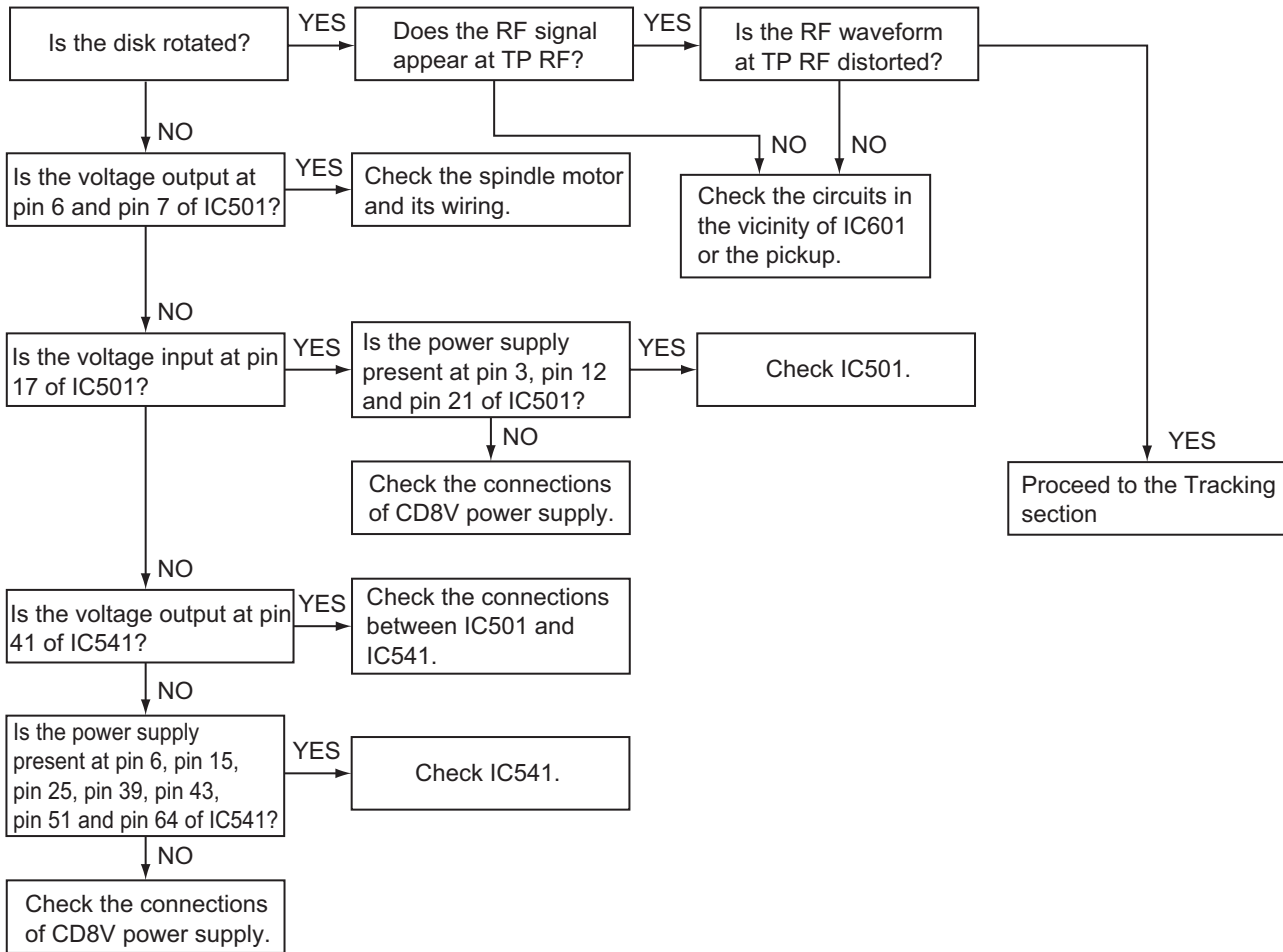 Is the disk rotated?
YES
Does the RF signal
appear at TP RF?
YES
Is the RF waveform
at TP RF distorted?
NO
NO
NO
Is the voltage output at
pin 6 and pin 7 of IC501?
YES
Check the spindle motor
and its wiring.
Check the circuits in
the vicinity of IC601
or the pickup.
NO
Is the voltage input at pin
17 of IC501?
YES
Is the power supply
present at pin 3, pin 12
and pin 21 of IC501?
YES
Check IC501.
NO
YES
Check the connections
of CD8V power supply.
Proceed to the Tracking
section
NO
Is the voltage output at pin
41 of IC541?
YES
Check the connections
between IC501 and
IC541.
NO
Is the power supply
present at pin 6, pin 15,
pin 25, pin 39, pin 43,
pin 51 and pin 64 of IC541?
YES
Check IC541.
NO
Check the connections
of CD8V power supply.